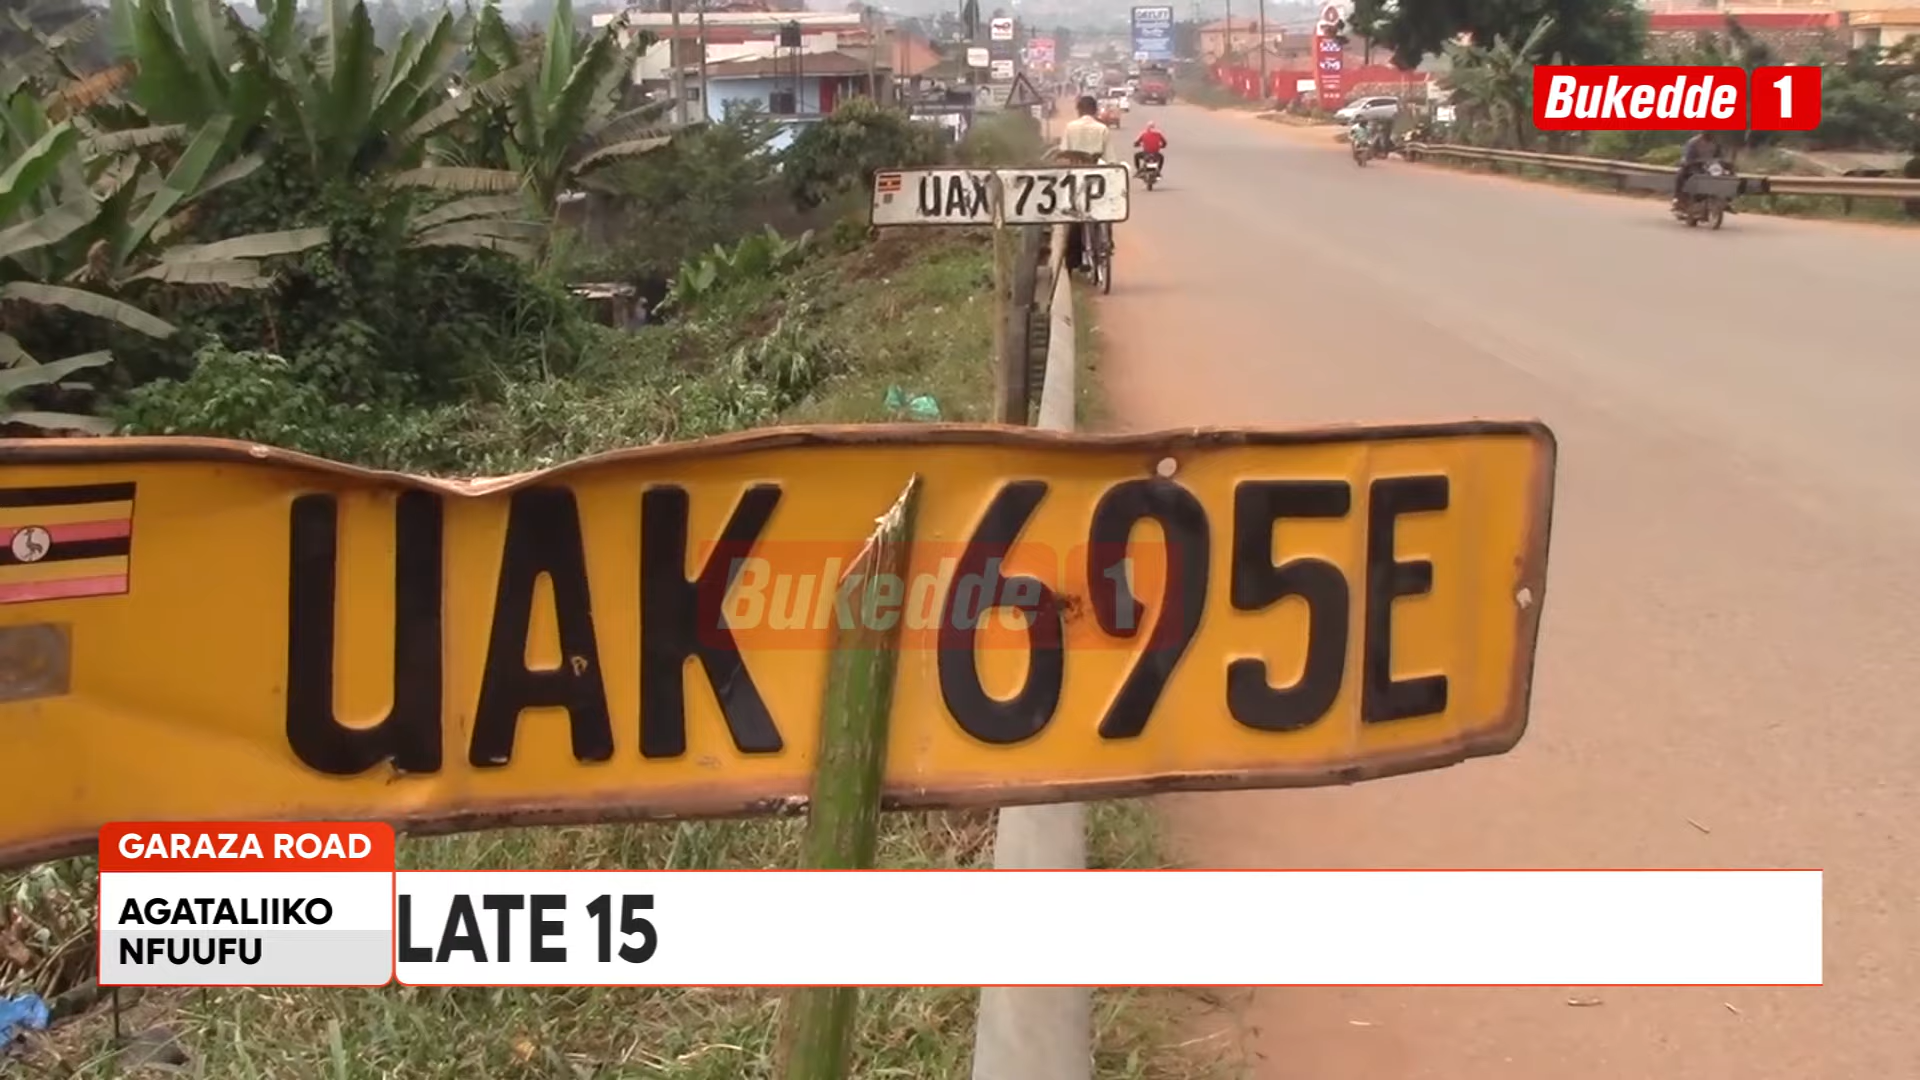 Bukedde 1
UAX 731P
UAK 695E
Bukedde 1
GARAZA ROAD
AGATALIIKO
NFUUFU
LATE 15